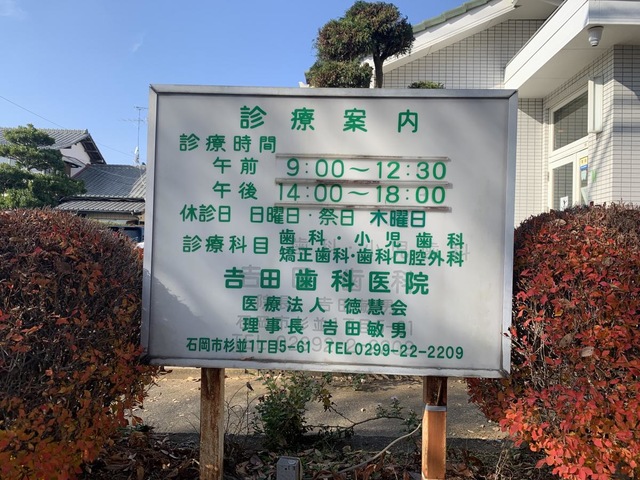 診療案内
診療時間
午前 9:00～12:30
午後 14:00～18:00
休診日 日曜日・祭日 木曜日
診療科目 歯科・小児歯科
矯正歯科・歯科口腔外科
𠮷田歯科医院
医療法人 徳慧会
理事長 𠮷田敏男
石岡市杉並1丁目5-61 TEL0299-22-2209